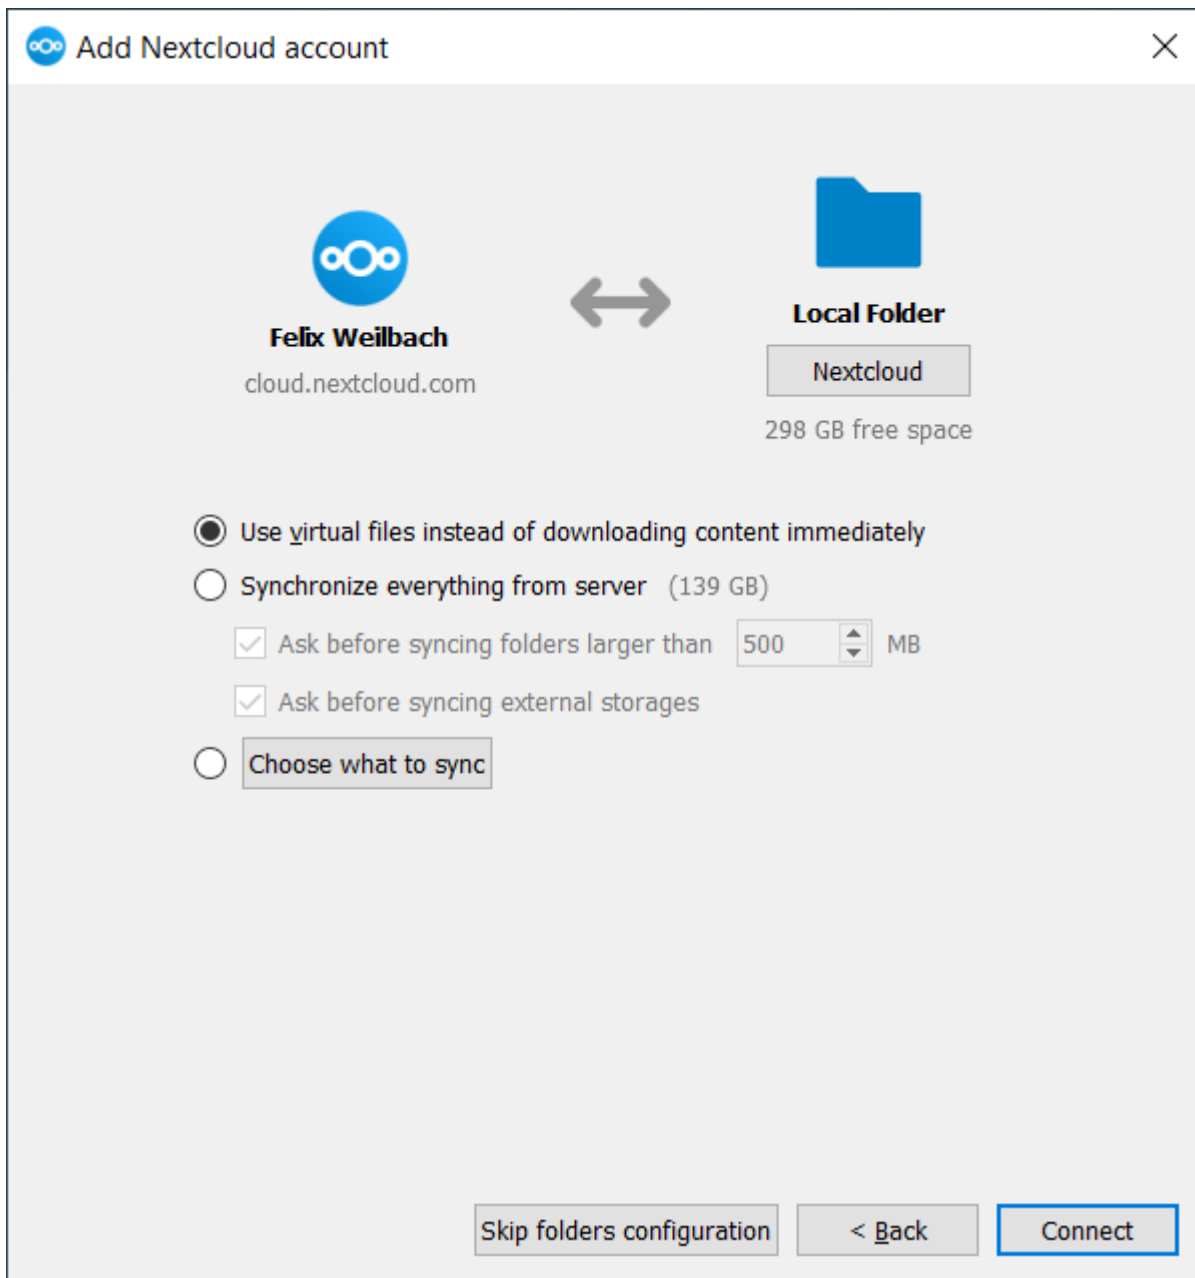 Add Nextcloud account
Felix Weilbach
cloud.nextcloud.com
Local Folder
Nextcloud
298 GB free space
Use virtual files instead of downloading content immediately
Synchronize everything from server (139 GB)
Ask before syncing folders larger than 500 MB
Ask before syncing external storages
Choose what to sync
Skip folders configuration < Back Connect